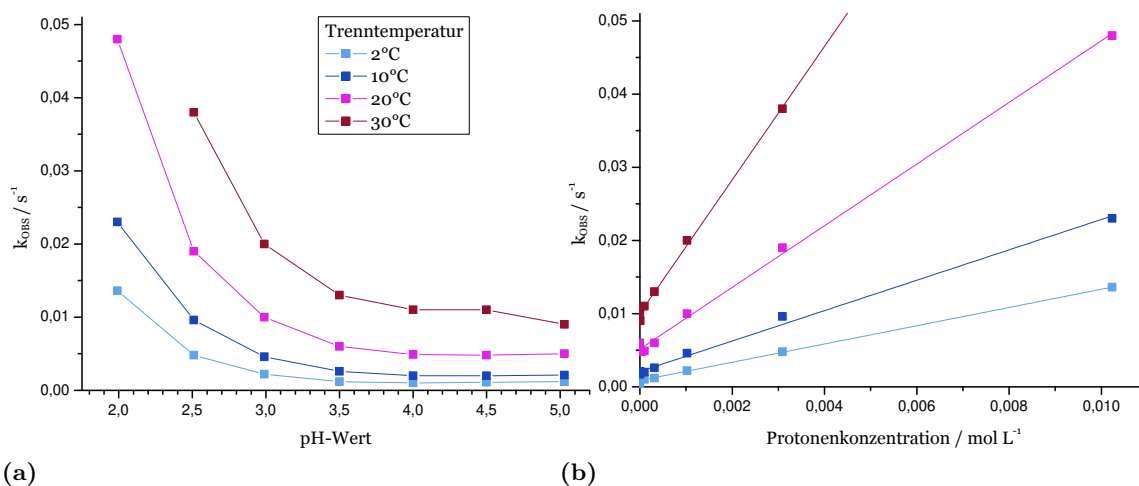 0,05
0,04
0,03
0,02
0,01
0,00
k_OBS / s⁻¹
2,0 2,5 3,0 3,5 4,0 4,5 5,0
pH-Wert
Trenntemperatur
2°C
10°C
20°C
30°C
(a)
0,05
0,04
0,03
0,02
0,01
0,00
k_OBS / s⁻¹
0,000 0,002 0,004 0,006 0,008 0,010
Protonenkonzentration / mol L⁻¹
(b)